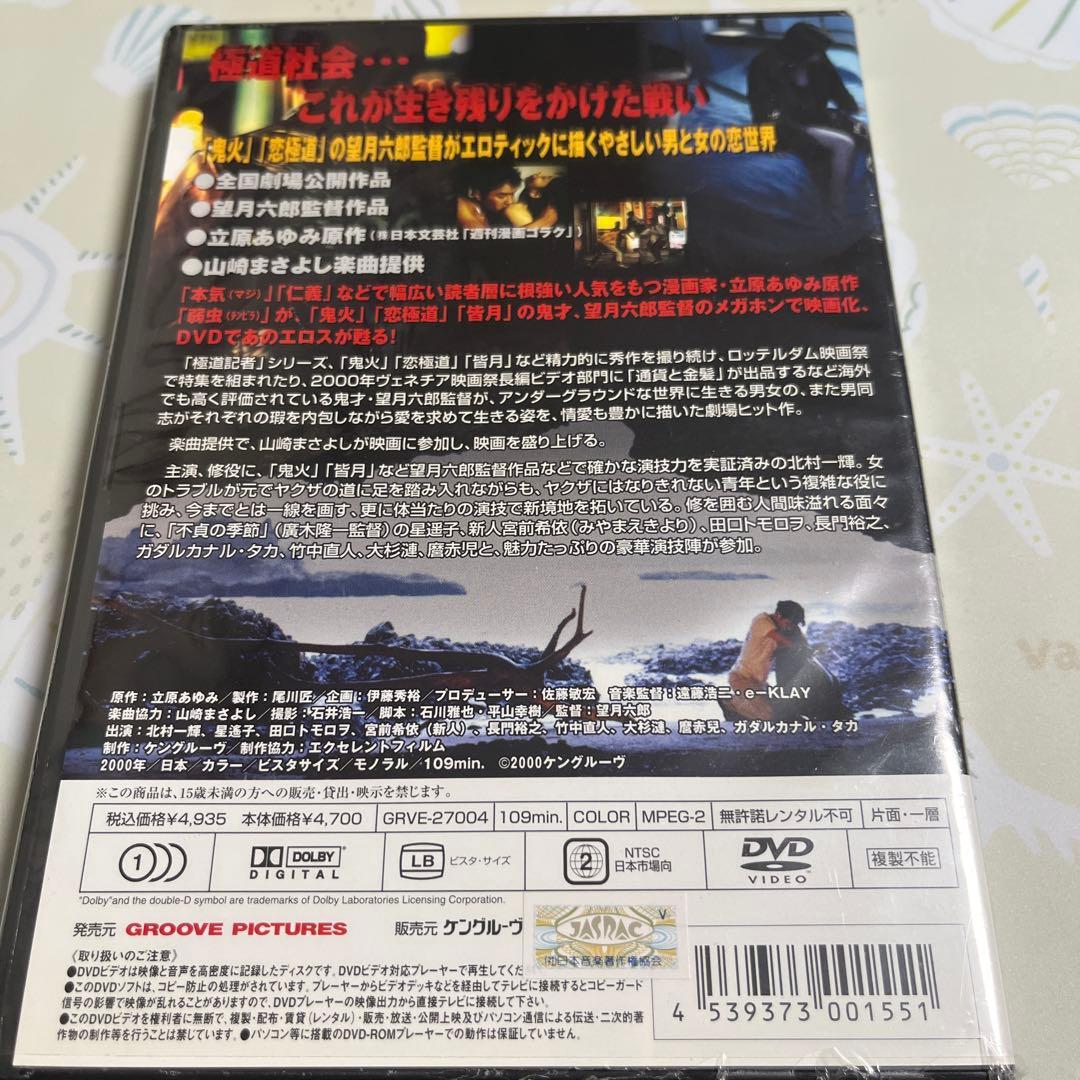 極道社会・・・
これが生き残りをかけた戦い
「鬼火」「恋極道」の望月六郎監督がエロティックに描くやさしい男と女の恋世界
●全国劇場公開作品
●望月六郎監督作品
●立原あゆみ原作(㈱日本文芸社「週刊漫画ゴラク」)
●山崎まさよし楽曲提供
「本気(マジ)」「仁義」などで幅広い読者層に根強い人気をもつ漫画家・立原あゆみ原作
「弱虫(チンピラ)」が、「鬼火」「恋極道」「皆月」の鬼才、望月六郎監督のメガホンで映画化、
DVDであのエロスが甦る!
「極道記者」シリーズ、「鬼火」「恋極道」「皆月」など精力的に秀作を撮り続け、ロッテルダム映画祭
で特集を組まれたり、2000年ヴェネチア映画祭長編ビデオ部門に「通貨と金髪」が出品するなど海外
でも高く評価されている鬼才・望月六郎監督が、アンダーグラウンドな世界に生きる男女の、また男同
志がそれぞれの瑕を内包しながら愛を求めて生きる姿を、情愛も豊かに描いた劇場ヒット作。
楽曲提供で、山崎まさよしが映画に参加し、映画を盛り上げる。
主演、修役に、「鬼火」「皆月」など望月六郎監督作品などで確かな演技力を実証済みの北村一輝。女
のトラブルが元でヤクザの道に足を踏み入れながらも、ヤクザにはなりきれない青年という複雑な役に
挑み、今までとは一線を画す、更に体当たりの演技で新境地を拓いている。修を囲む人間味溢れる面々
に、「不貞の季節」(廣木隆一監督)の星遥子、新人宮前希依(みやまえきより)、田口トモロヲ、長門裕之、
ガダルカナル・タカ、竹中直人、大杉漣、麿赤児と、魅力たっぷりの豪華演技陣が参加。
原作:立原あゆみ/製作:尾川匠/企画:伊藤秀裕/プロデューサー:佐藤敏宏 音楽監督:遠藤浩二・e-KLAY
楽曲協力:山崎まさよし/撮影:石井浩一/脚本:石川雅也・平山幸樹/監督:望月六郎
出演:北村一輝、星遙子、田口トモロヲ、宮前希依(新人)、長門裕之、竹中直人、大杉漣、麿赤兒、ガダルカナル・タカ
制作:ケングルーヴ/制作協力:エクセレントフィルム
2000年/日本/カラー/ビスタサイズ/モノラル/109min. ©2000ケングルーヴ
※この商品は、15歳未満の方への販売・貸出・映示を禁じます。
税込価格¥4,935 本体価格¥4,700 GRVE-27004 109min. COLOR MPEG-2 無許諾レンタル不可 片面・一層
1 DOLBY DIGITAL LB ビスタ・サイズ 2 NTSC 日本市場向 DVD VIDEO 複製不能
"Dolby"and the double-D symbol are trademarks of Dolby Laboratories Licensing Corporation.
発売元 GROOVE PICTURES 販売元 ケングルーヴ
V
JASRAC
㈳日本音楽著作権協会
《取り扱いのご注意》
●DVDビデオは映像と音声を高密度に記録したディスクです。DVDビデオ対応プレーヤーで再生してくだ
●このDVDソフトは、コピー防止の処理がされています。プレーヤーからビデオデッキなどを経由してテレビに接続するとコピーガード
信号の影響で映像が乱れることがありますので、DVDプレーヤーの映像出力から直接テレビに接続して下さい。
●このDVDビデオを権利者に無断で、複製・配布・賃貸(レンタル)・販売・放送・公開上映及びパソコン通信による伝送・二次的著
作物の制作等を行うことは禁じています。●パソコン等に搭載のDVD-ROMプレーヤーでの動作は保証していません。
4 539373 001551
va